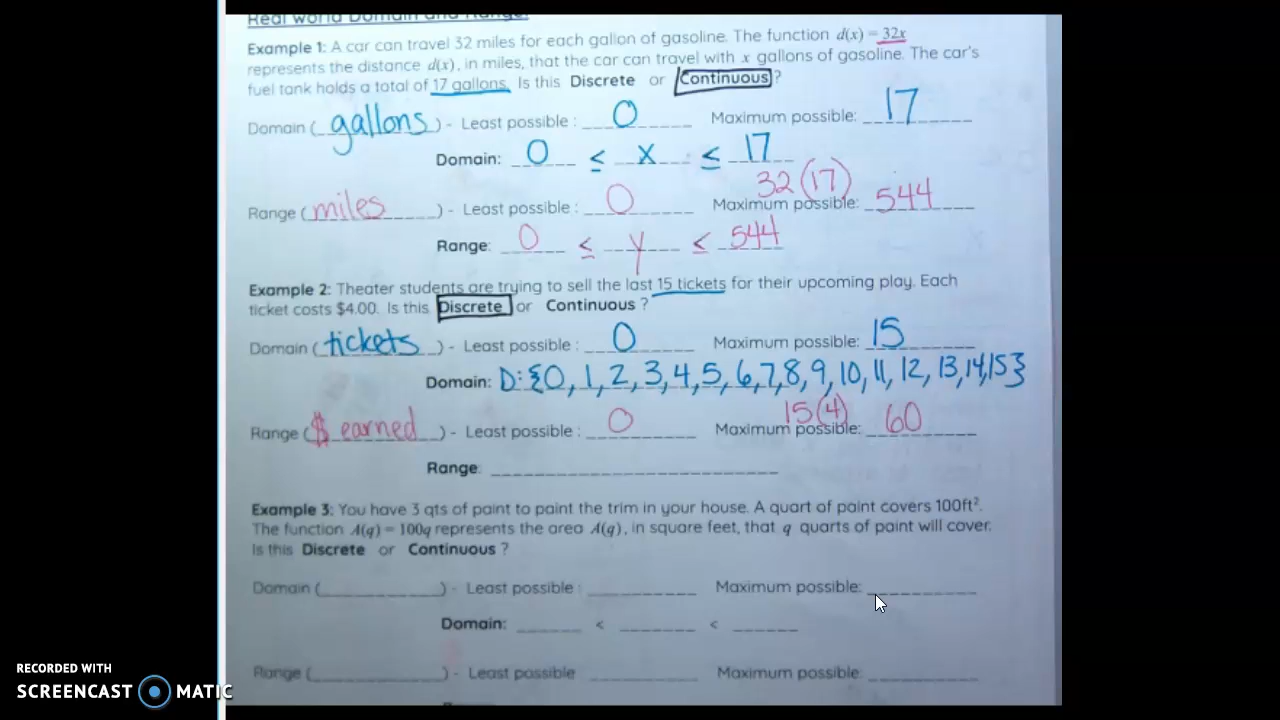 Real World Domain and Range:
Example 1: A car can travel 32 miles for each gallon of gasoline. The function d(x) = 32x
represents the distance d(x), in miles, that the car can travel with x gallons of gasoline. The car's
fuel tank holds a total of 17 gallons. Is this Discrete or Continuous?
Domain (gallons) - Least possible : 0 Maximum possible: 17
Domain: 0 ≤ x ≤ 17
32(17)
Range (miles) - Least possible : 0 Maximum possible: 544
Range: 0 ≤ y ≤ 544
Example 2: Theater students are trying to sell the last 15 tickets for their upcoming play. Each
ticket costs $4.00. Is this Discrete or Continuous?
Domain (tickets) - Least possible : 0 Maximum possible: 15
Domain: D: {0, 1, 2, 3, 4, 5, 6, 7, 8, 9, 10, 11, 12, 13, 14, 15}
15(4)
Range ($ earned) - Least possible : 0 Maximum possible: 60
Range:
Example 3: You have 3 qts of paint to paint the trim in your house. A quart of paint covers 100ft².
The function A(q) = 100q represents the area A(q), in square feet, that q quarts of paint will cover.
Is this Discrete or Continuous?
Domain ( ) - Least possible : Maximum possible:
Domain: < <
Range ( ) - Least possible Maximum possible:
RECORDED WITH
SCREENCAST MATIC